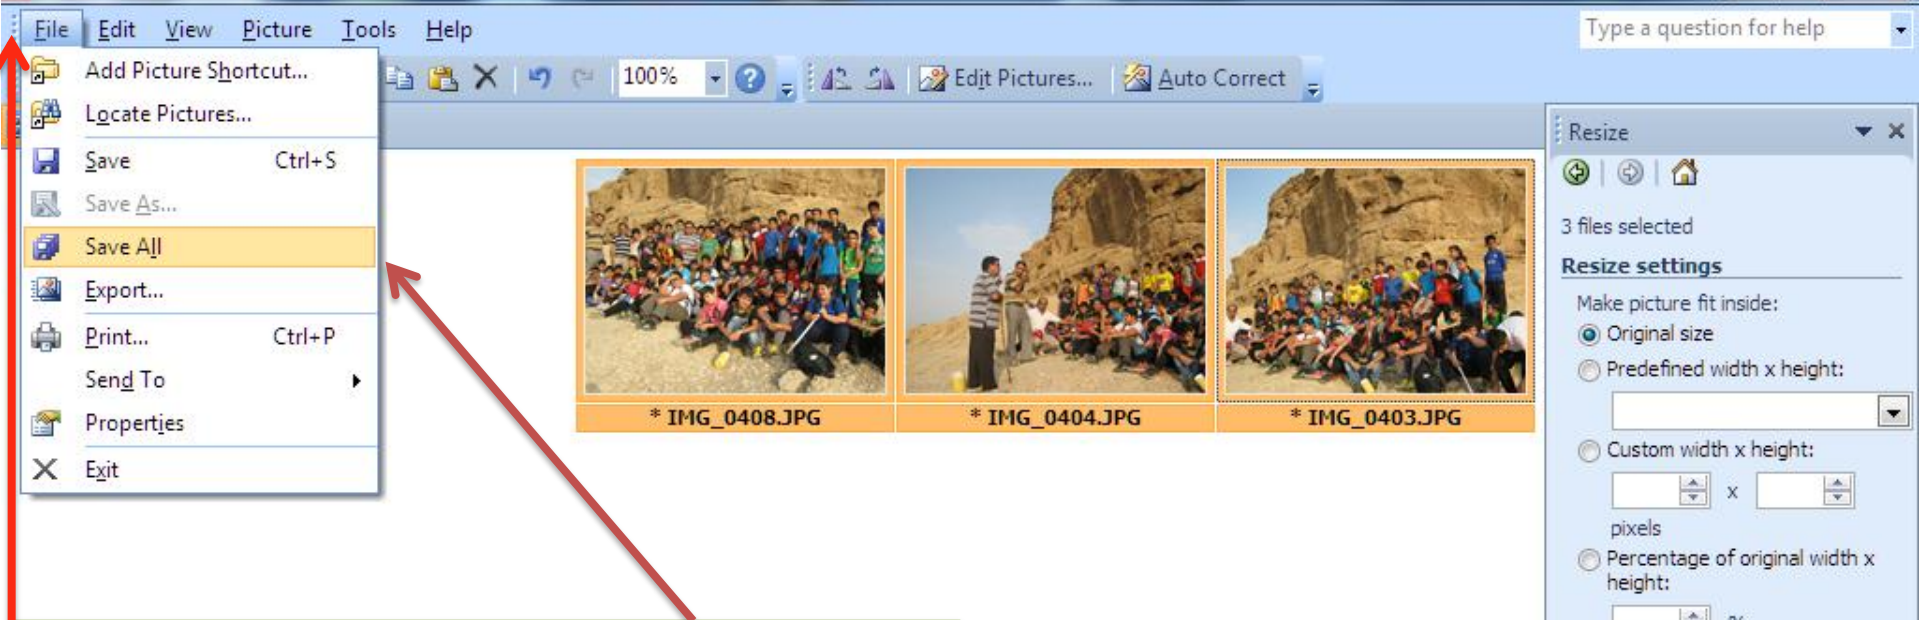 File Edit View Picture Tools Help
Type a question for help
Add Picture Shortcut...
100%
Edit Pictures...
Auto Correct
Locate Pictures...
Resize
Save Ctrl+S
Save As...
3 files selected
Save All
Resize settings
Export...
Make picture fit inside:
Print... Ctrl+P
Original size
Send To
Predefined width x height:
Properties
* IMG_0408.JPG
* IMG_0404.JPG
* IMG_0403.JPG
Custom width x height:
Exit
x
pixels
Percentage of original width x
height: